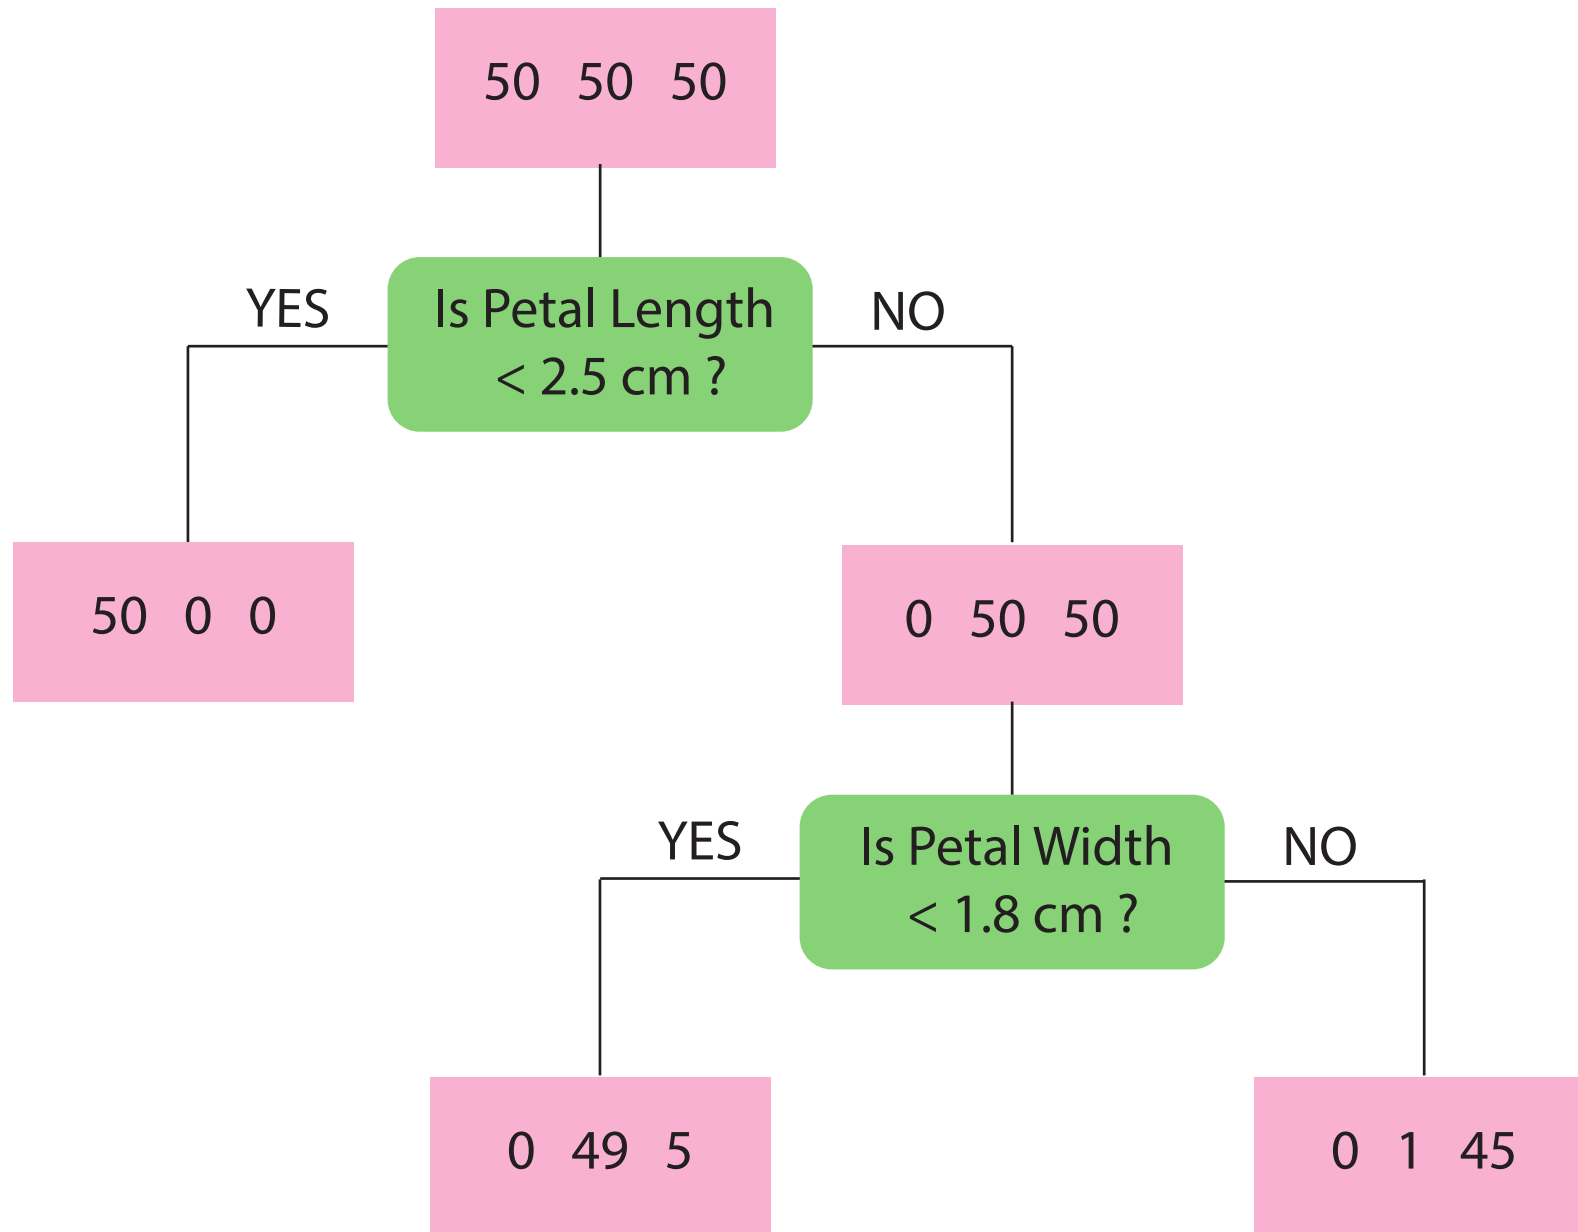 50 50 50
YES
Is Petal Length
< 2.5 cm ?
NO
50 0 0
0 50 50
YES
Is Petal Width
< 1.8 cm ?
NO
0 49 5
0 1 45